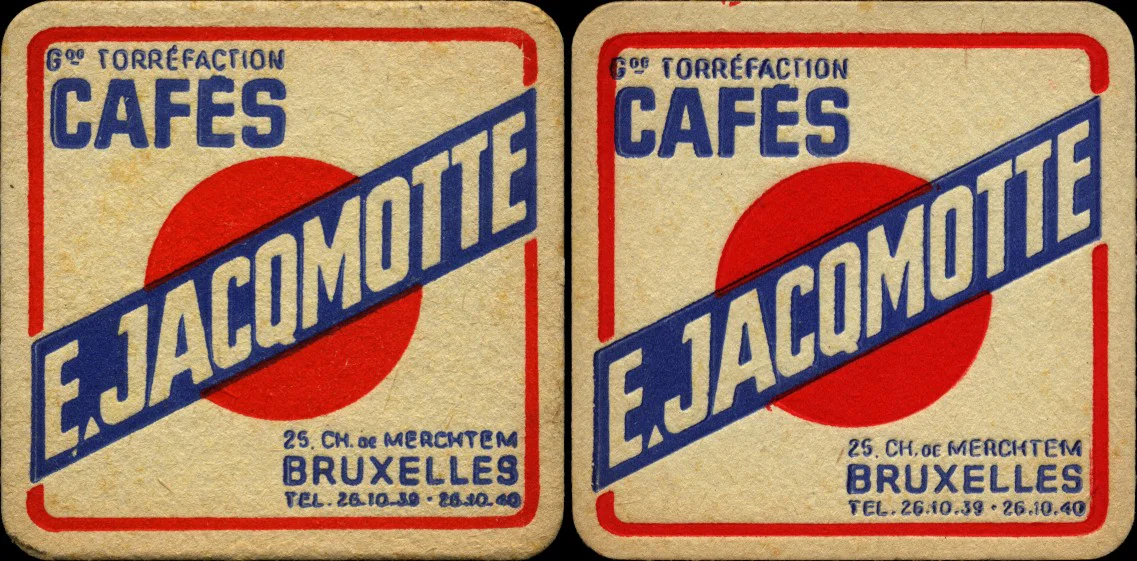 Gde TORRÉFACTION
CAFÉS
E. JACQMOTTE
25, CH. DE MERCHTEM
BRUXELLES
TEL. 26.10.39 · 26.10.40
Gde TORRÉFACTION
CAFÉS
E. JACQMOTTE
25, CH. DE MERCHTEM
BRUXELLES
TEL. 26.10.39 · 26.10.40